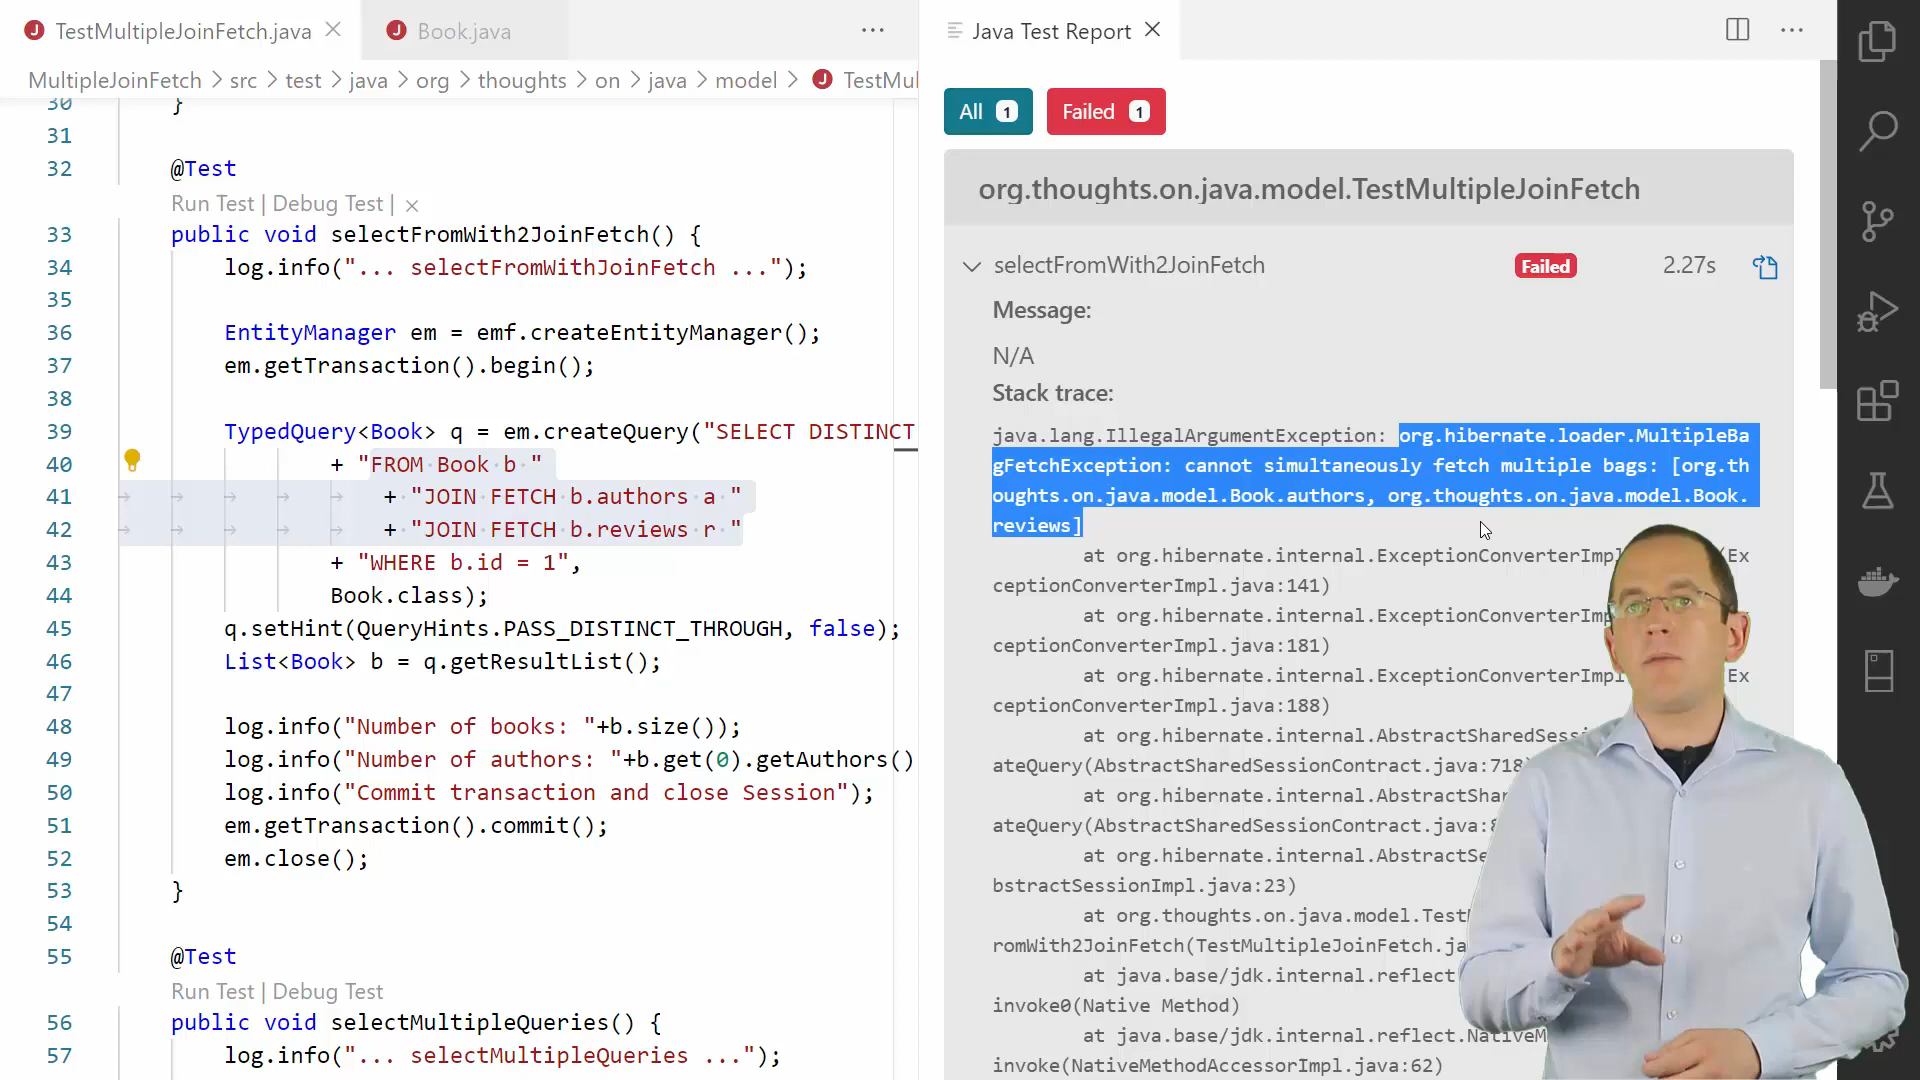 TestMultipleJoinFetch.java
Book.java
MultipleJoinFetch > src > test > java > org > thoughts > on > java > model > TestMul
30 }
31
32 @Test
Run Test | Debug Test |
33 public void selectFromWith2JoinFetch() {
34 log.info("... selectFromWithJoinFetch ...");
35
36 EntityManager em = emf.createEntityManager();
37 em.getTransaction().begin();
38
39 TypedQuery<Book> q = em.createQuery("SELECT DISTINCT
40 + "FROM Book b "
41 + "JOIN FETCH b.authors a "
42 + "JOIN FETCH b.reviews r "
43 + "WHERE b.id = 1",
44 Book.class);
45 q.setHint(QueryHints.PASS_DISTINCT_THROUGH, false);
46 List<Book> b = q.getResultList();
47
48 log.info("Number of books: "+b.size());
49 log.info("Number of authors: "+b.get(0).getAuthors()
50 log.info("Commit transaction and close Session");
51 em.getTransaction().commit();
52 em.close();
53 }
54
55 @Test
Run Test | Debug Test
56 public void selectMultipleQueries() {
57 log.info("... selectMultipleQueries ...");
Java Test Report
All 1 Failed 1
org.thoughts.on.java.model.TestMultipleJoinFetch
selectFromWith2JoinFetch Failed 2.27s
Message:
N/A
Stack trace:
java.lang.IllegalArgumentException: org.hibernate.loader.MultipleBa
gFetchException: cannot simultaneously fetch multiple bags: [org.th
oughts.on.java.model.Book.authors, org.thoughts.on.java.model.Book.
reviews]
at org.hibernate.internal.ExceptionConverterImpl (Ex
ceptionConverterImpl.java:141)
at org.hibernate.internal.ExceptionConverterImp
ceptionConverterImpl.java:181)
at org.hibernate.internal.ExceptionConverterImpl Ex
ceptionConverterImpl.java:188)
at org.hibernate.internal.AbstractSharedSessi
ateQuery(AbstractSharedSessionContract.java:718)
at org.hibernate.internal.AbstractShar
ateQuery(AbstractSharedSessionContract.java:8
at org.hibernate.internal.AbstractSe
bstractSessionImpl.java:23)
at org.thoughts.on.java.model.Test
romWith2JoinFetch(TestMultipleJoinFetch.ja
at java.base/jdk.internal.reflect
invoke0(Native Method)
at java.base/jdk.internal.reflect.NativeM
invoke(NativeMethodAccessorImpl.java:62)